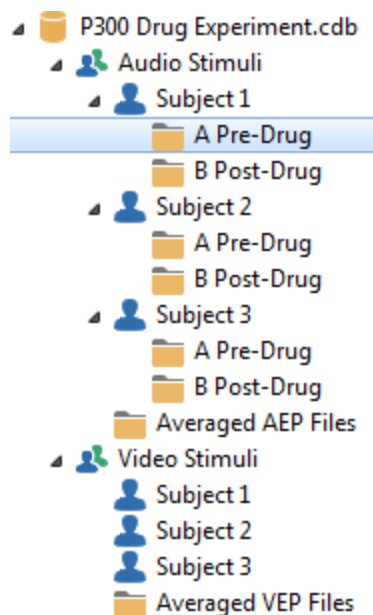 P300 Drug Experiment.cdb
Audio Stimuli
Subject 1
A Pre-Drug
B Post-Drug
Subject 2
A Pre-Drug
B Post-Drug
Subject 3
A Pre-Drug
B Post-Drug
Averaged AEP Files
Video Stimuli
Subject 1
Subject 2
Subject 3
Averaged VEP Files